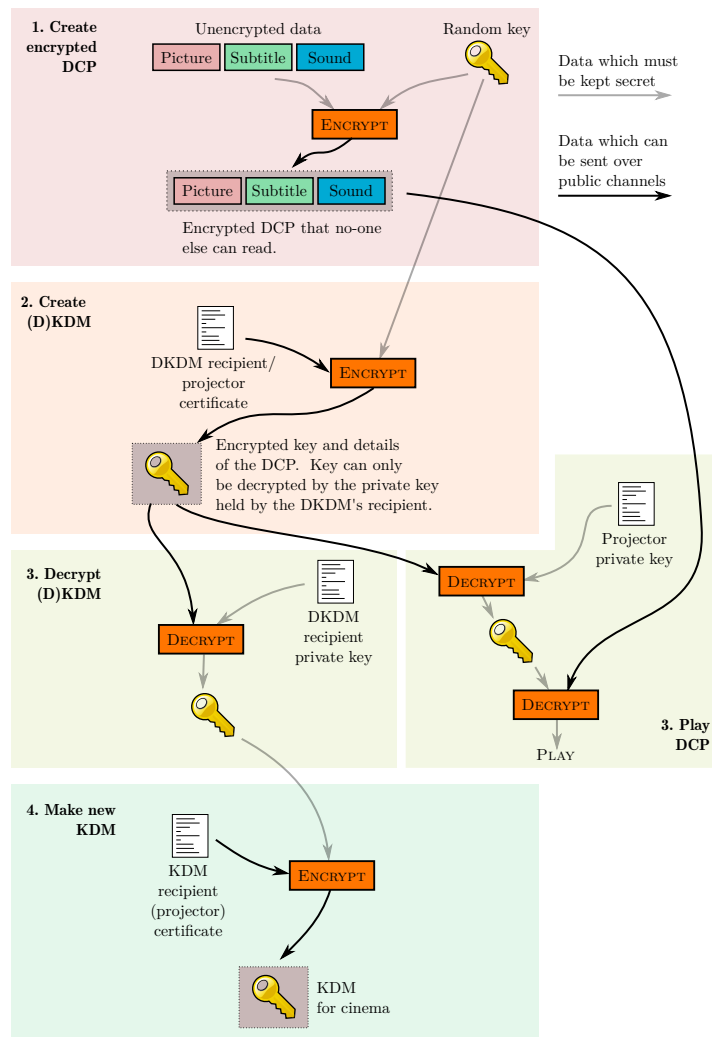 1. Create
encrypted
DCP
Unencrypted data
Picture
Subtitle
Sound
Random key
Encrypt
Picture
Subtitle
Sound
Encrypted DCP that no-one
else can read.
Data which must
be kept secret
Data which can
be sent over
public channels
2. Create
(D)KDM
DKDM recipient/
projector
certificate
Encrypt
Encrypted key and details
of the DCP. Key can only
be decrypted by the private key
held by the DKDM's recipient.
3. Decrypt
(D)KDM
Decrypt
DKDM
recipient
private key
Projector
private key
Decrypt
Decrypt
Play
3. Play
DCP
4. Make new
KDM
KDM
recipient
(projector)
certificate
Encrypt
KDM
for cinema